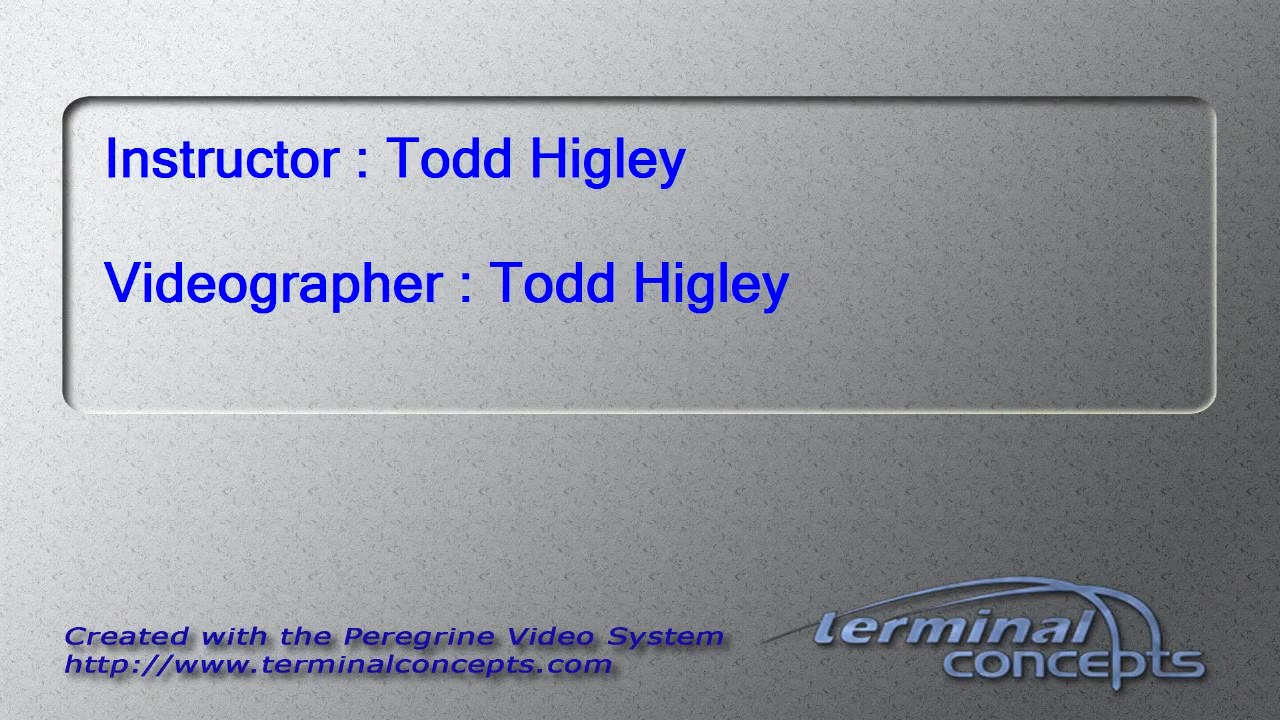 Instructor : Todd Higley
Videographer : Todd Higley
Created with the Peregrine Video System
http://www.terminalconcepts.com
terminal
concepts